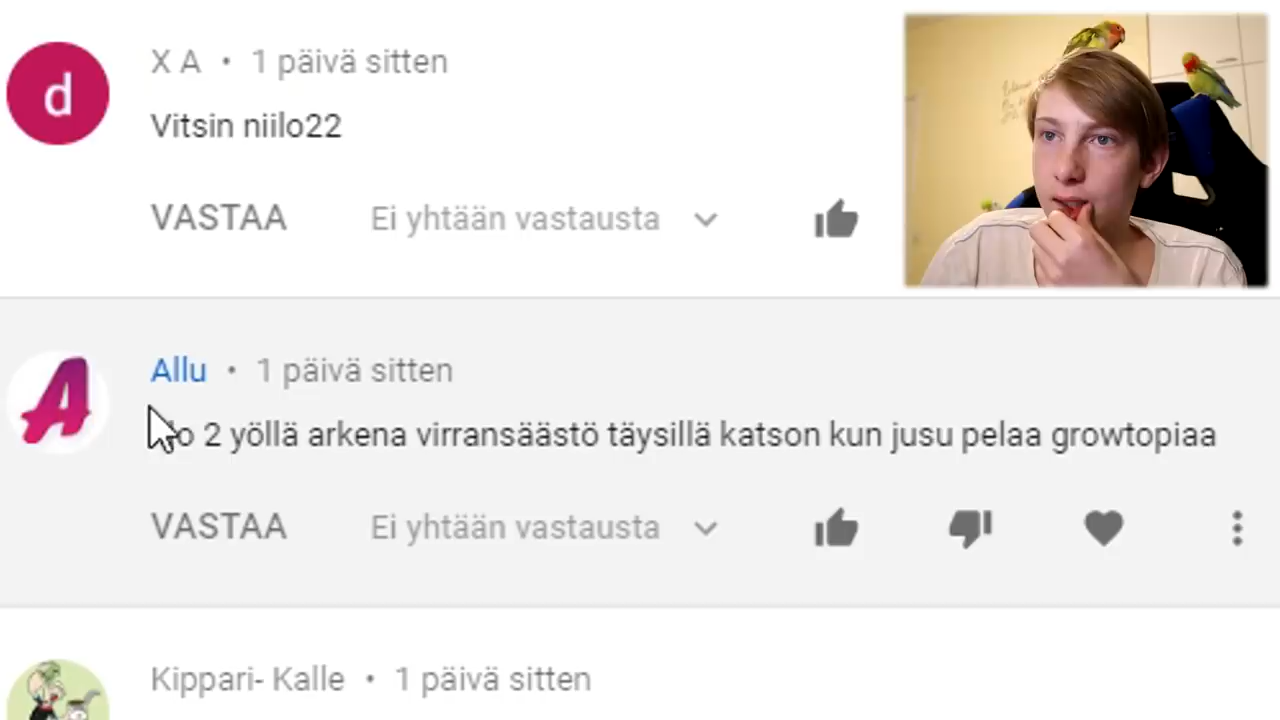 d
X A • 1 päivä sitten
Vitsin niilo22
VASTAA Ei yhtään vastausta
A
Allu • 1 päivä sitten
2 yöllä arkena virransäästö täysillä katson kun jusu pelaa growtopiaa
VASTAA Ei yhtään vastausta
Kippari- Kalle • 1 päivä sitten